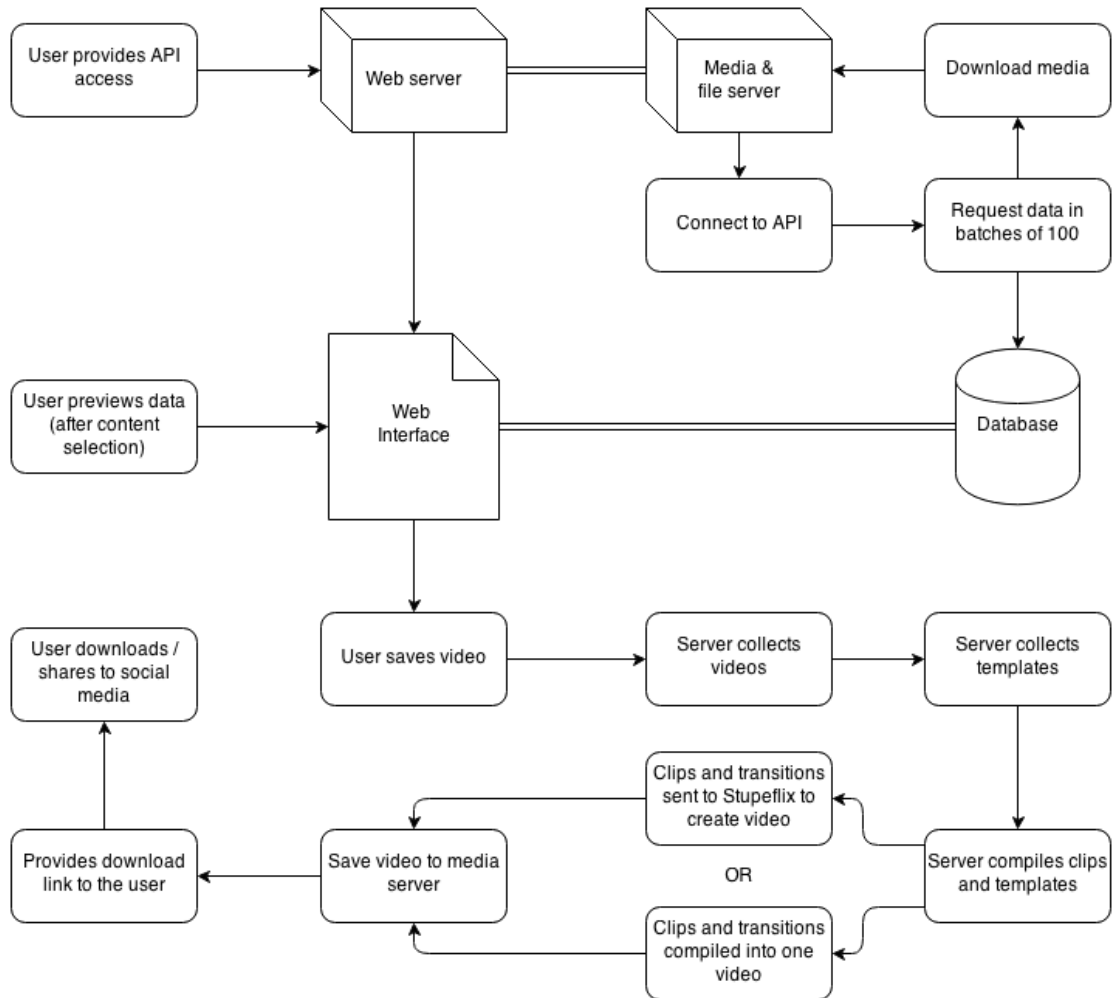 User provides API
access
Web server
Media &
file server
Download media
Connect to API
Request data in
batches of 100
User previews data
(after content
selection)
Web
Interface
Database
User downloads /
shares to social
media
User saves video
Server collects
videos
Server collects
templates
Clips and transitions
sent to Stupeflix to
create video
Provides download
link to the user
Save video to media
server
OR
Server compiles clips
and templates
Clips and transitions
compiled into one
video